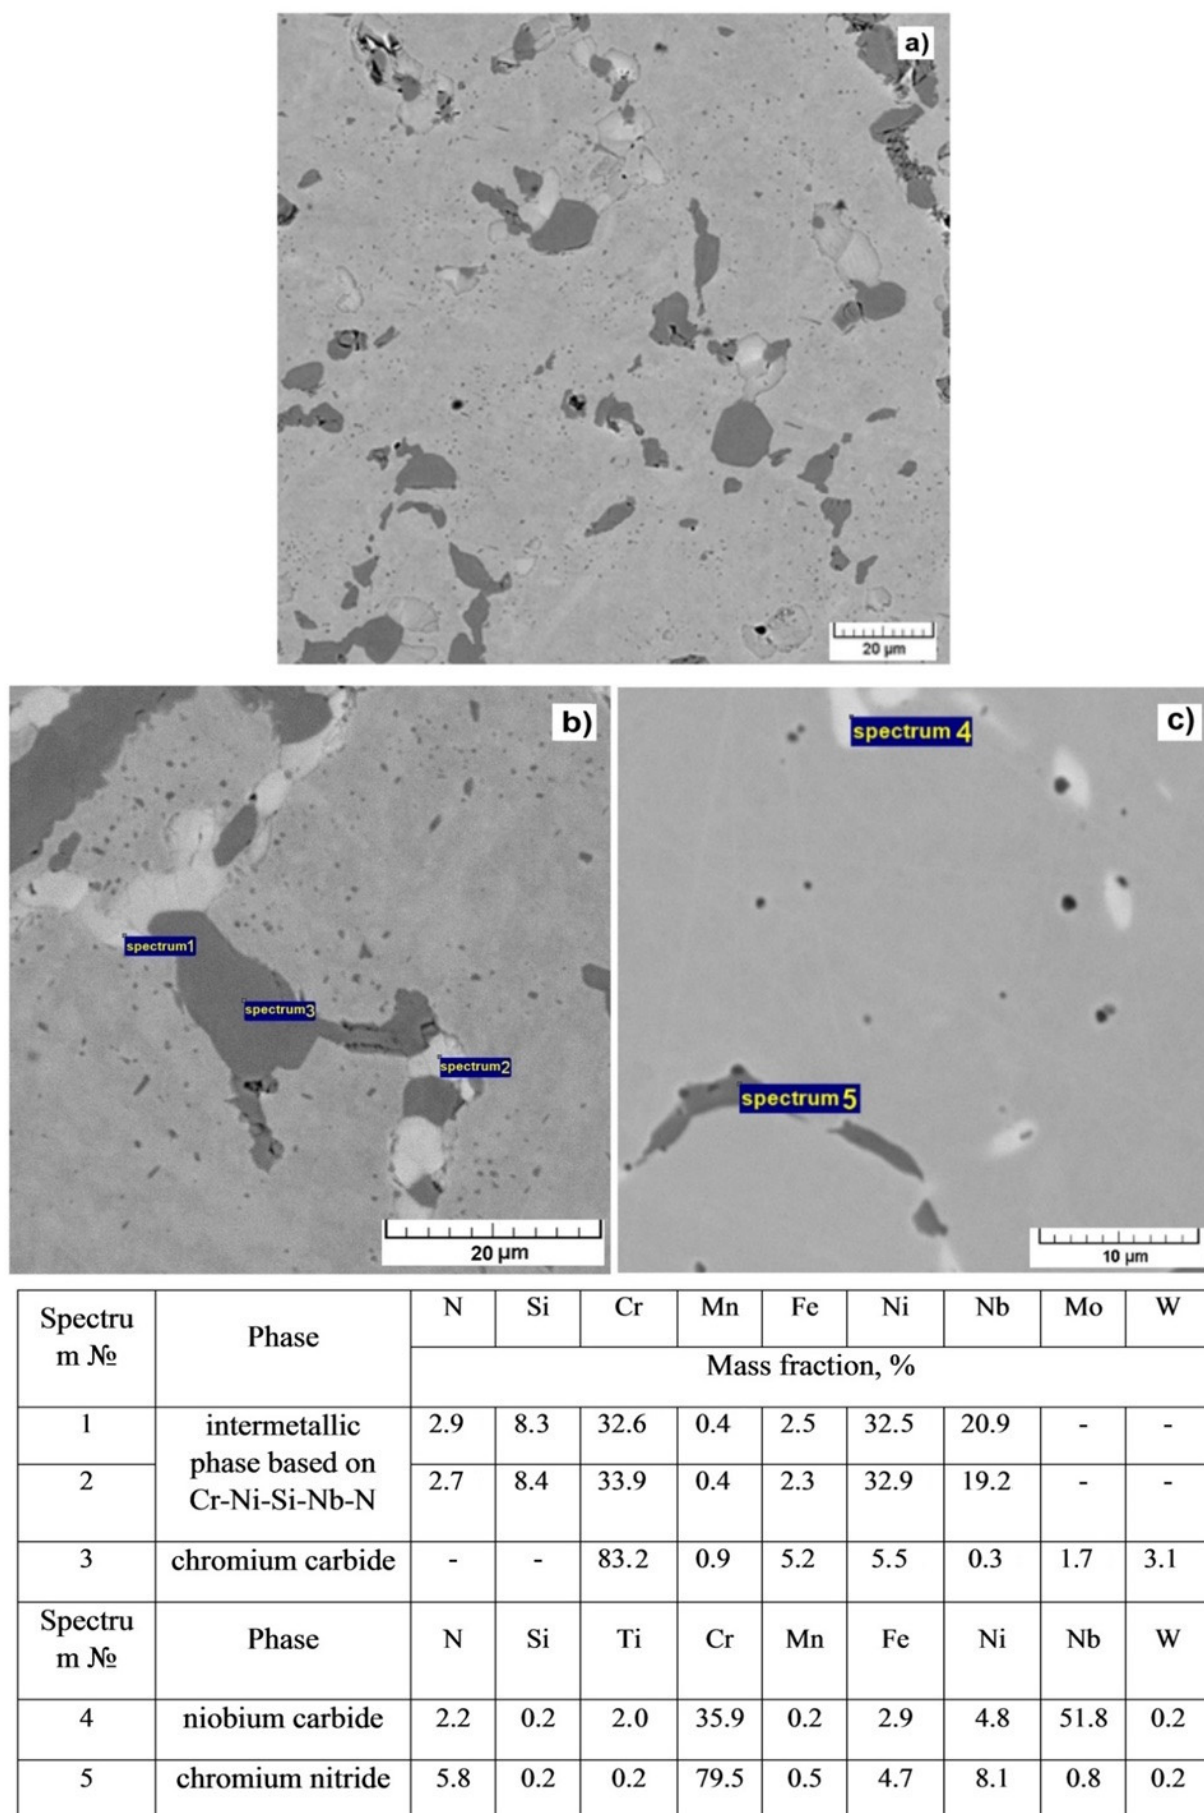 a)
20 µm
b)
spectrum1
spectrum3
spectrum2
20 µm
c)
spectrum 4
spectrum 5
10 µm
Spectru
m №
Phase
N Si Cr Mn Fe Ni Nb Mo W
Mass fraction, %
1 intermetallic phase based on Cr-Ni-Si-Nb-N 2.9 8.3 32.6 0.4 2.5 32.5 20.9 - -
2 2.7 8.4 33.9 0.4 2.3 32.9 19.2 - -
3 chromium carbide - - 83.2 0.9 5.2 5.5 0.3 1.7 3.1
Spectru
m №
Phase N Si Ti Cr Mn Fe Ni Nb W
4 niobium carbide 2.2 0.2 2.0 35.9 0.2 2.9 4.8 51.8 0.2
5 chromium nitride 5.8 0.2 0.2 79.5 0.5 4.7 8.1 0.8 0.2